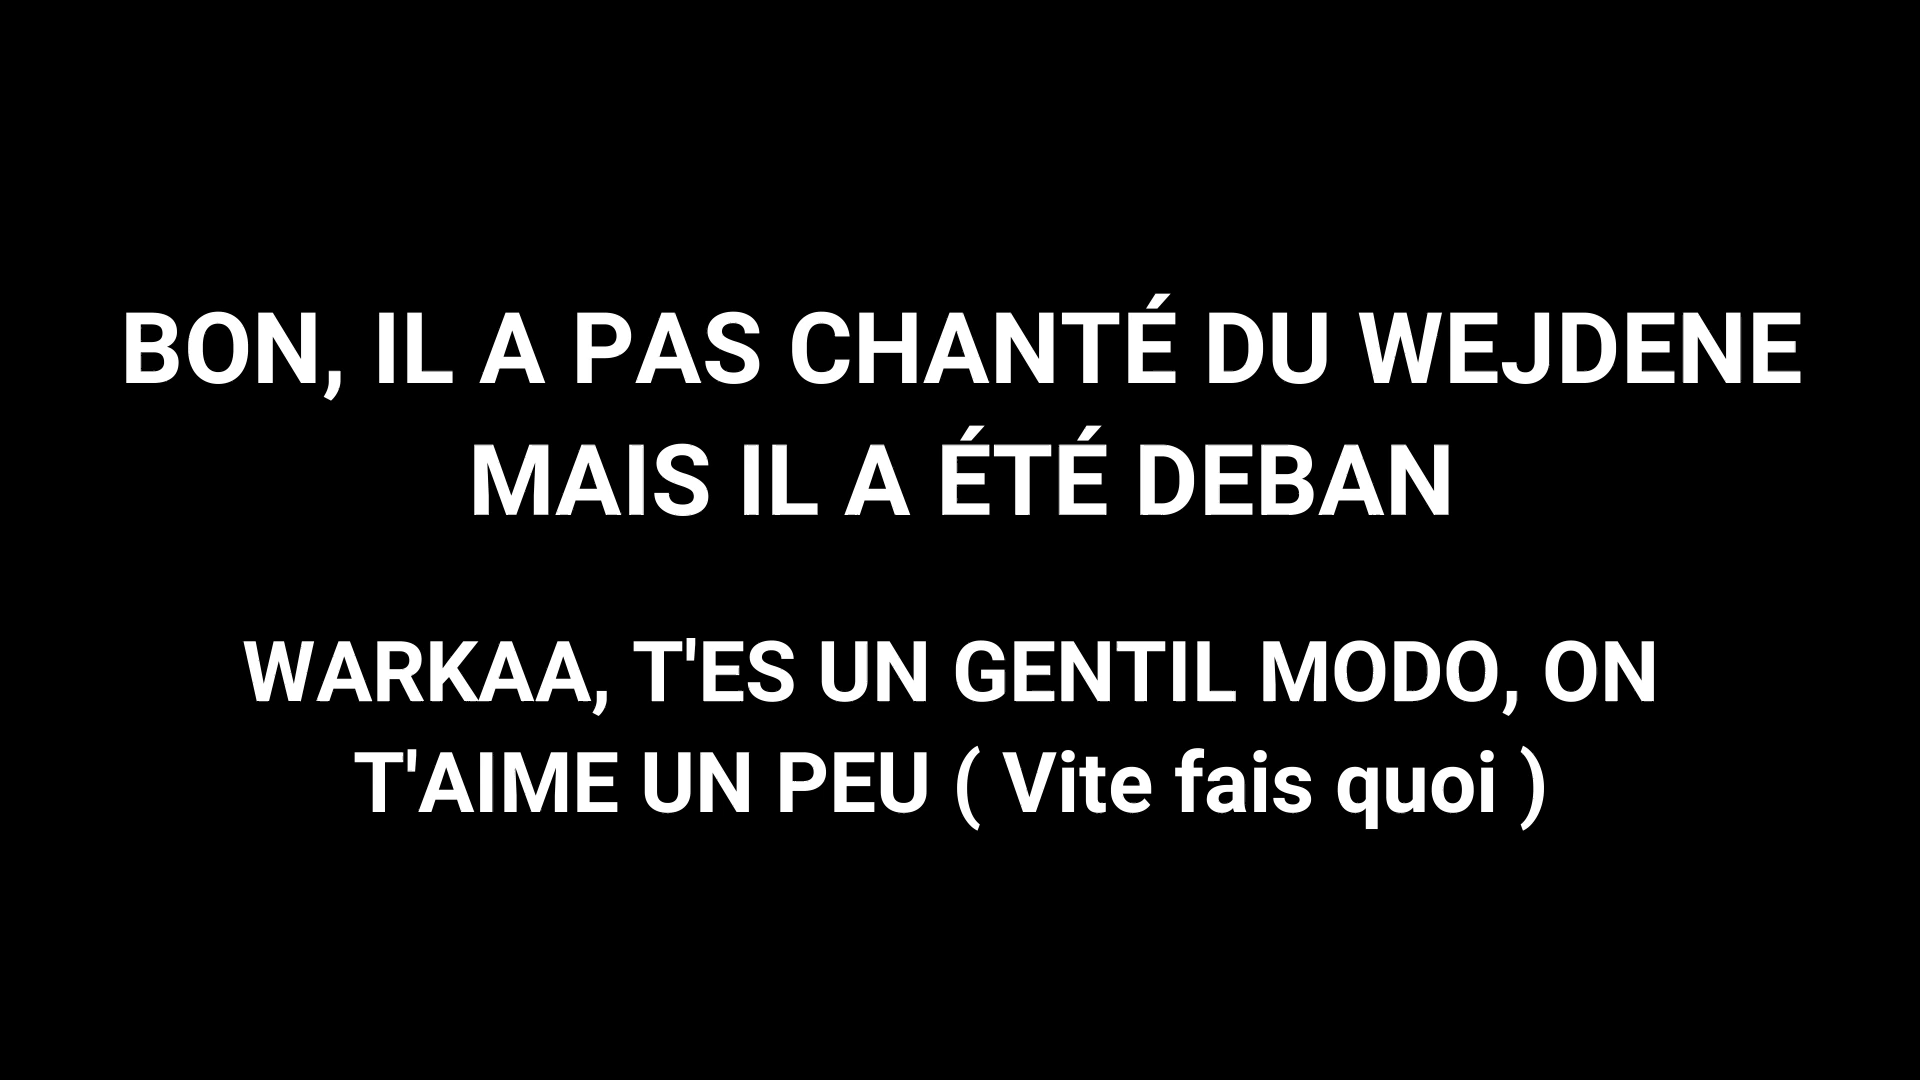 BON, IL A PAS CHANTÉ DU WEJDENE
MAIS IL A ÉTÉ DEBAN
WARKAA, T'ES UN GENTIL MODO, ON
T'AIME UN PEU ( Vite fais quoi )